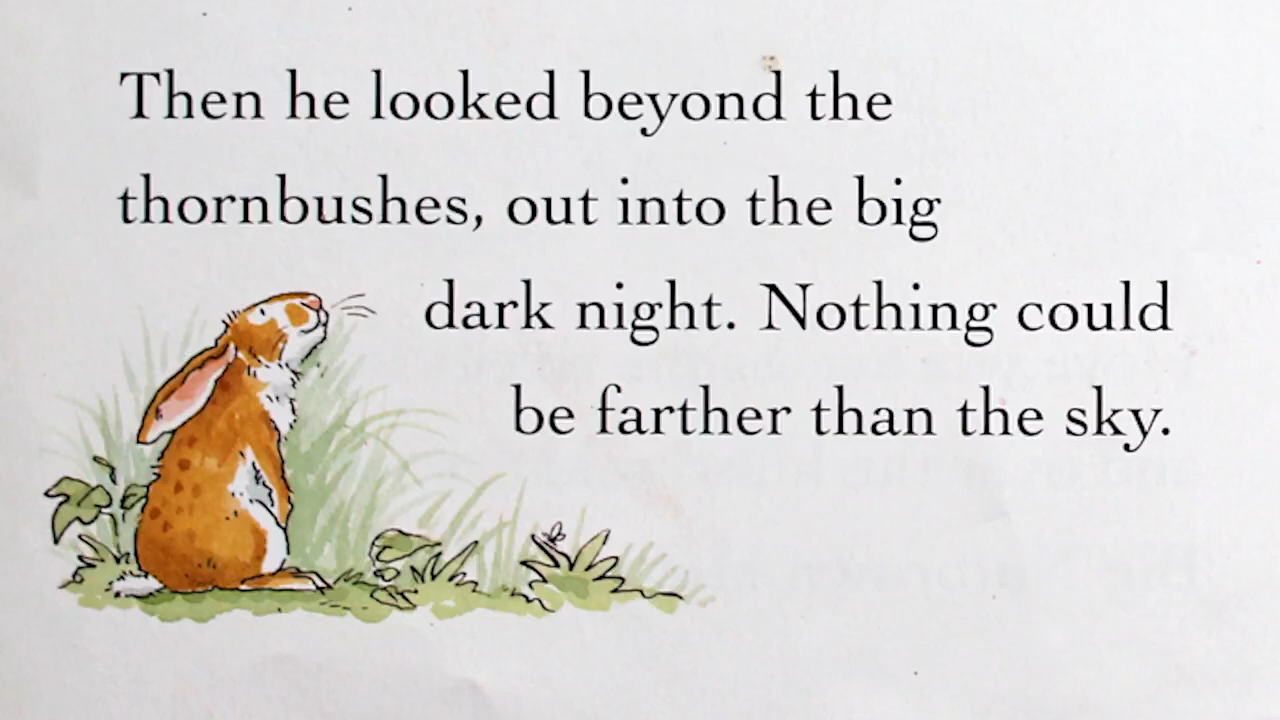 Then he looked beyond the
thornbushes, out into the big
dark night. Nothing could
be farther than the sky.